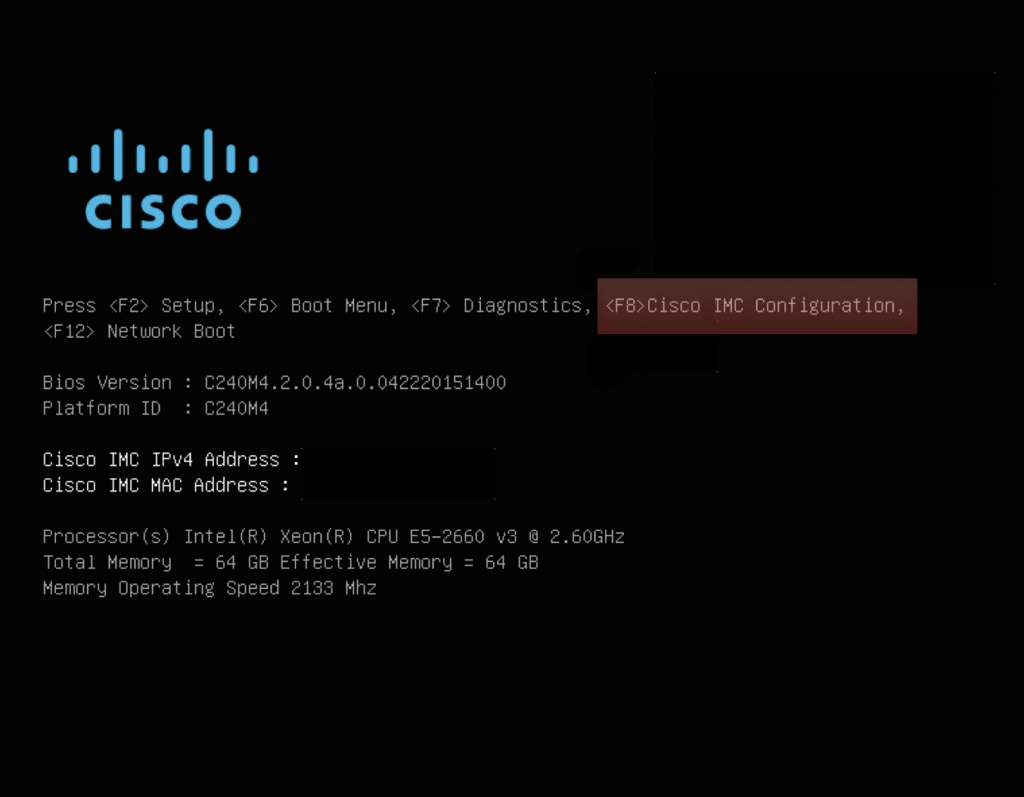 CISCO
Press <F2> Setup, <F6> Boot Menu, <F7> Diagnostics, <F8>Cisco IMC Configuration,
<F12> Network Boot
Bios Version : C240M4.2.0.4a.0.042220151400
Platform ID  : C240M4
Cisco IMC IPv4 Address :
Cisco IMC MAC Address :
Processor(s) Intel(R) Xeon(R) CPU E5-2660 v3 @ 2.60GHz
Total Memory  = 64 GB Effective Memory = 64 GB
Memory Operating Speed 2133 Mhz